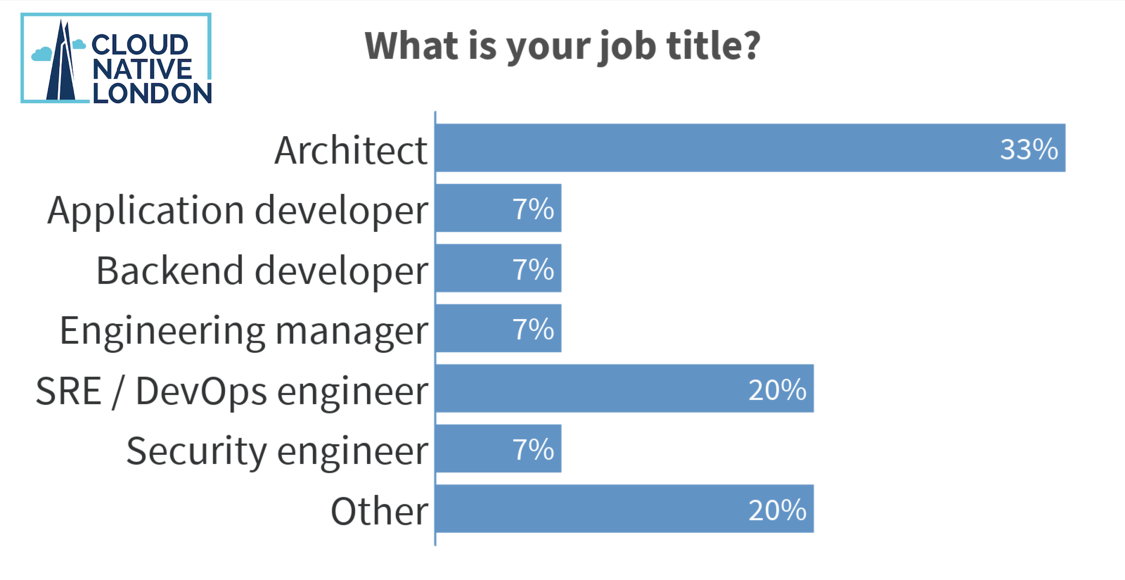 CLOUD
NATIVE
LONDON
What is your job title?
Architect 33%
Application developer 7%
Backend developer 7%
Engineering manager 7%
SRE / DevOps engineer 20%
Security engineer 7%
Other 20%